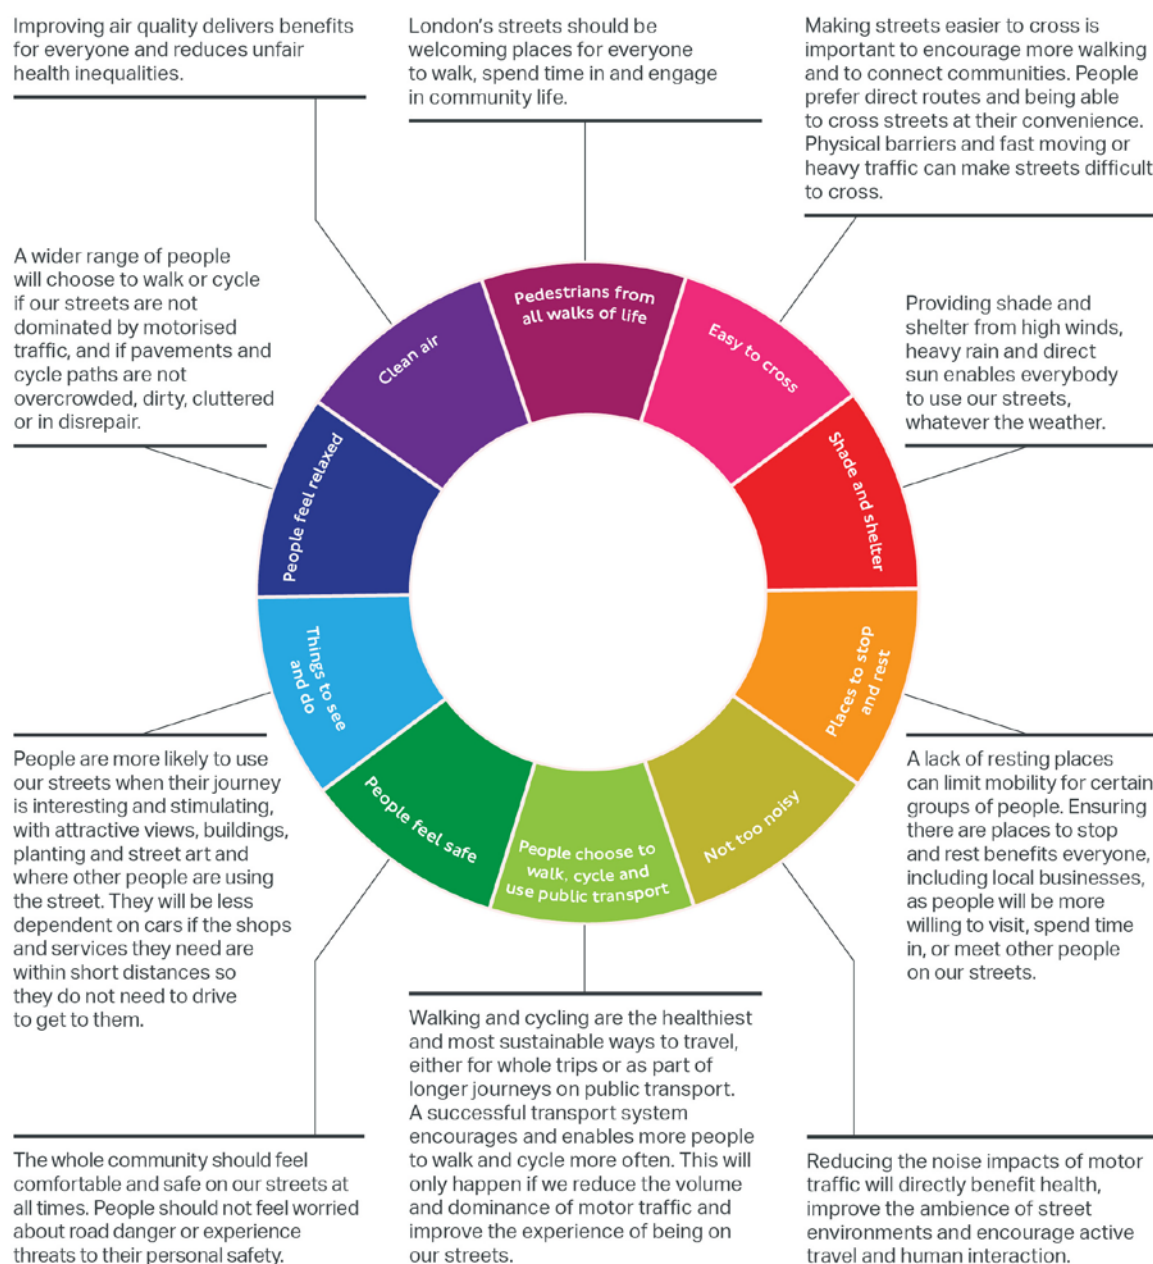 Improving air quality delivers benefits
for everyone and reduces unfair
health inequalities.
London’s streets should be
welcoming places for everyone
to walk, spend time in and engage
in community life.
Making streets easier to cross is
important to encourage more walking
and to connect communities. People
prefer direct routes and being able
to cross streets at their convenience.
Physical barriers and fast moving or
heavy traffic can make streets difficult
to cross.
A wider range of people
will choose to walk or cycle
if our streets are not
dominated by motorised
traffic, and if pavements and
cycle paths are not
overcrowded, dirty, cluttered
or in disrepair.
Providing shade and
shelter from high winds,
heavy rain and direct
sun enables everybody
to use our streets,
whatever the weather.
Pedestrians from
all walks of life
Easy to cross
Shade and shelter
Places to stop
and rest
Not too noisy
People choose to
walk, cycle and
use public transport
People feel safe
Things to see
and do
People feel relaxed
Clean air
People are more likely to use
our streets when their journey
is interesting and stimulating,
with attractive views, buildings,
planting and street art and
where other people are using
the street. They will be less
dependent on cars if the shops
and services they need are
within short distances so
they do not need to drive
to get to them.
A lack of resting places
can limit mobility for certain
groups of people. Ensuring
there are places to stop
and rest benefits everyone,
including local businesses,
as people will be more
willing to visit, spend time
in, or meet other people
on our streets.
The whole community should feel
comfortable and safe on our streets at
all times. People should not feel worried
about road danger or experience
threats to their personal safety.
Walking and cycling are the healthiest
and most sustainable ways to travel,
either for whole trips or as part of
longer journeys on public transport.
A successful transport system
encourages and enables more people
to walk and cycle more often. This will
only happen if we reduce the volume
and dominance of motor traffic and
improve the experience of being on
our streets.
Reducing the noise impacts of motor
traffic will directly benefit health,
improve the ambience of street
environments and encourage active
travel and human interaction.